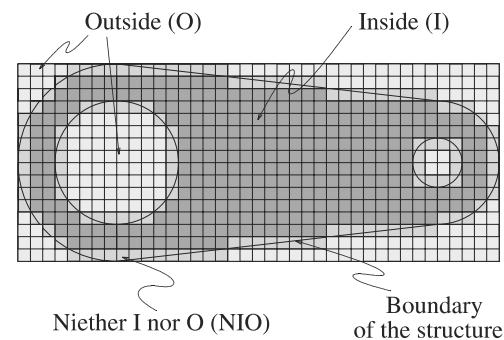 Outside (O)
Inside (I)
Niether I nor O (NIO)
Boundary
of the structure